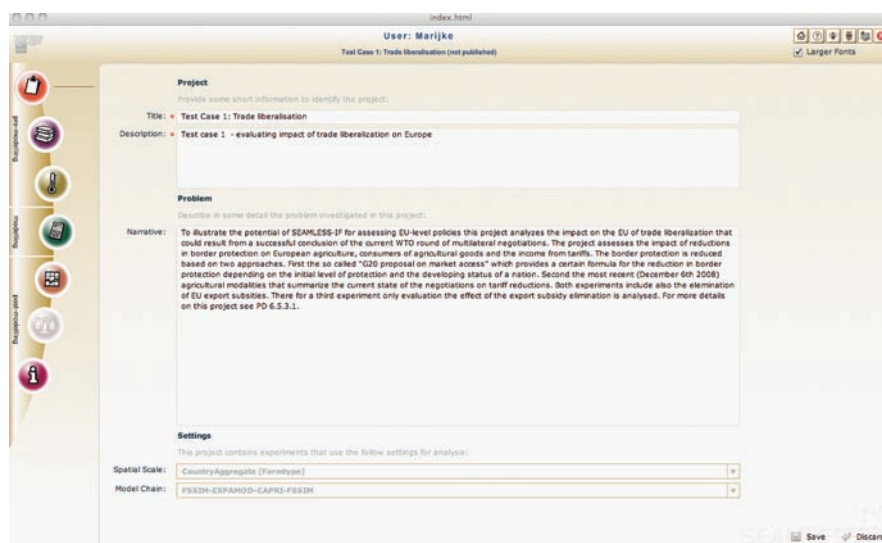 index.html
User: Marijke
Test Case 1: Trade liberalisation (not published)
Larger Fonts
Project
Provide some short information to identify the project:
Title: * Test Case 1: Trade liberalisation
Description: * Test case 1 - evaluating impact of trade liberalization on Europe
Problem
Describe in some detail the problem investigated in this project:
Narrative: To illustrate the potential of SEAMLESS-IF for assessing EU-level policies this project analyzes the impact on the EU of trade liberalization that
could result from a successful conclusion of the current WTO round of multilateral negotiations. The project assesses the impact of reductions
in border protection on European agriculture, consumers of agricultural goods and the income from tariffs. The border protection is reduced
based on two approaches. First the so called "G20 proposal on market access" which provides a certain formula for the reduction in border
protection depending on the initial level of protection and the developing status of a nation. Second the most recent (December 6th 2008)
agricultural modalities that summarize the current state of the negotiations on tariff reductions. Both experiments include also the elemination
of EU export subsities. There for a third experiment only evaluation the effect of the export subsidy elimination is analysed. For more details
on this project see PD 6.5.3.1.
Settings
This project contains experiments that use the follow settings for analysis:
Spatial Scale: CountryAggregate [Farmtype]
Model Chain: FSSIM-EXPAMOD-CAPRI-FSSIM
pre-modelling
modelling
post-modelling
Save Discard